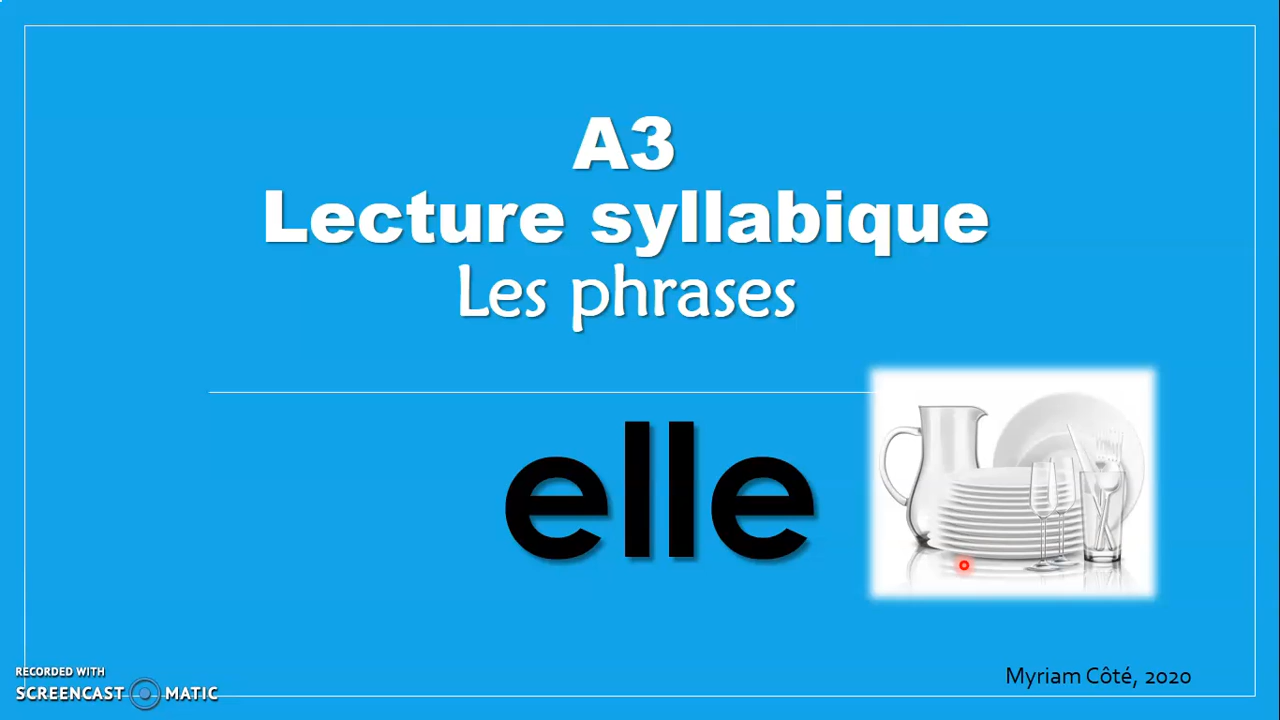 A3
Lecture syllabique
Les phrases
elle
Myriam Côté, 2020
RECORDED WITH
SCREENCAST MATIC